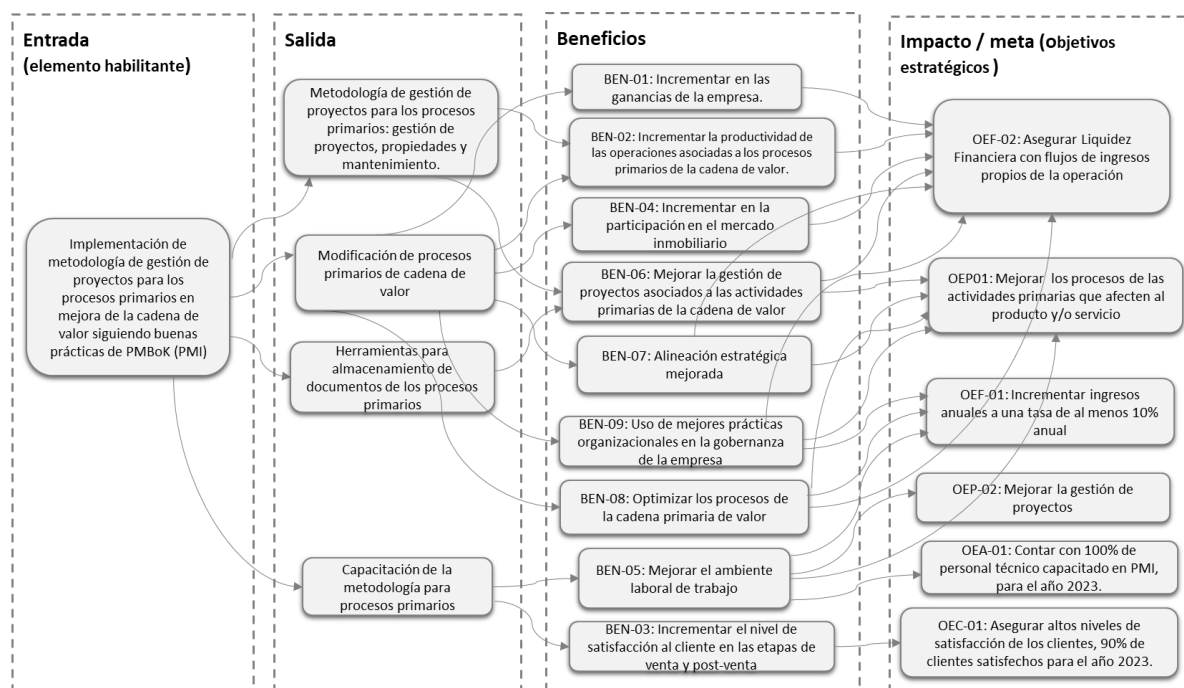 Entrada
(elemento habilitante)
Implementación de
metodología de gestión de
proyectos para los
procesos primarios en
mejora de la cadena de
valor siguiendo buenas
prácticas de PMBoK (PMI)
Salida
Metodología de gestión de
proyectos para los procesos
primarios: gestión de
proyectos, propiedades y
mantenimiento.
Modificación de procesos
primarios de cadena de
valor
Herramientas para
almacenamiento de
documentos de los procesos
primarios
Capacitación de la
metodología para
procesos primarios
Beneficios
BEN-01: Incrementar en las
ganancias de la empresa.
BEN-02: Incrementar la productividad de
las operaciones asociadas a los procesos
primarios de la cadena de valor.
BEN-04: Incrementar en la
participación en el mercado
inmobiliario
BEN-06: Mejorar la gestión de
proyectos asociados a las actividades
primarias de la cadena de valor
BEN-07: Alineación estratégica
mejorada
BEN-09: Uso de mejores prácticas
organizacionales en la gobernanza
de la empresa
BEN-08: Optimizar los procesos de
la cadena primaria de valor
BEN-05: Mejorar el ambiente
laboral de trabajo
BEN-03: Incrementar el nivel de
satisfacción al cliente en las etapas de
venta y post-venta
Impacto / meta (objetivos
estratégicos )
OEF-02: Asegurar Liquidez
Financiera con flujos de ingresos
propios de la operación
OEP01: Mejorar los procesos de las
actividades primarias que afecten al
producto y/o servicio
OEF-01: Incrementar ingresos
anuales a una tasa de al menos 10%
anual
OEP-02: Mejorar la gestión de
proyectos
OEA-01: Contar con 100% de
personal técnico capacitado en PMI,
para el año 2023.
OEC-01: Asegurar altos niveles de
satisfacción de los clientes, 90% de
clientes satisfechos para el año 2023.